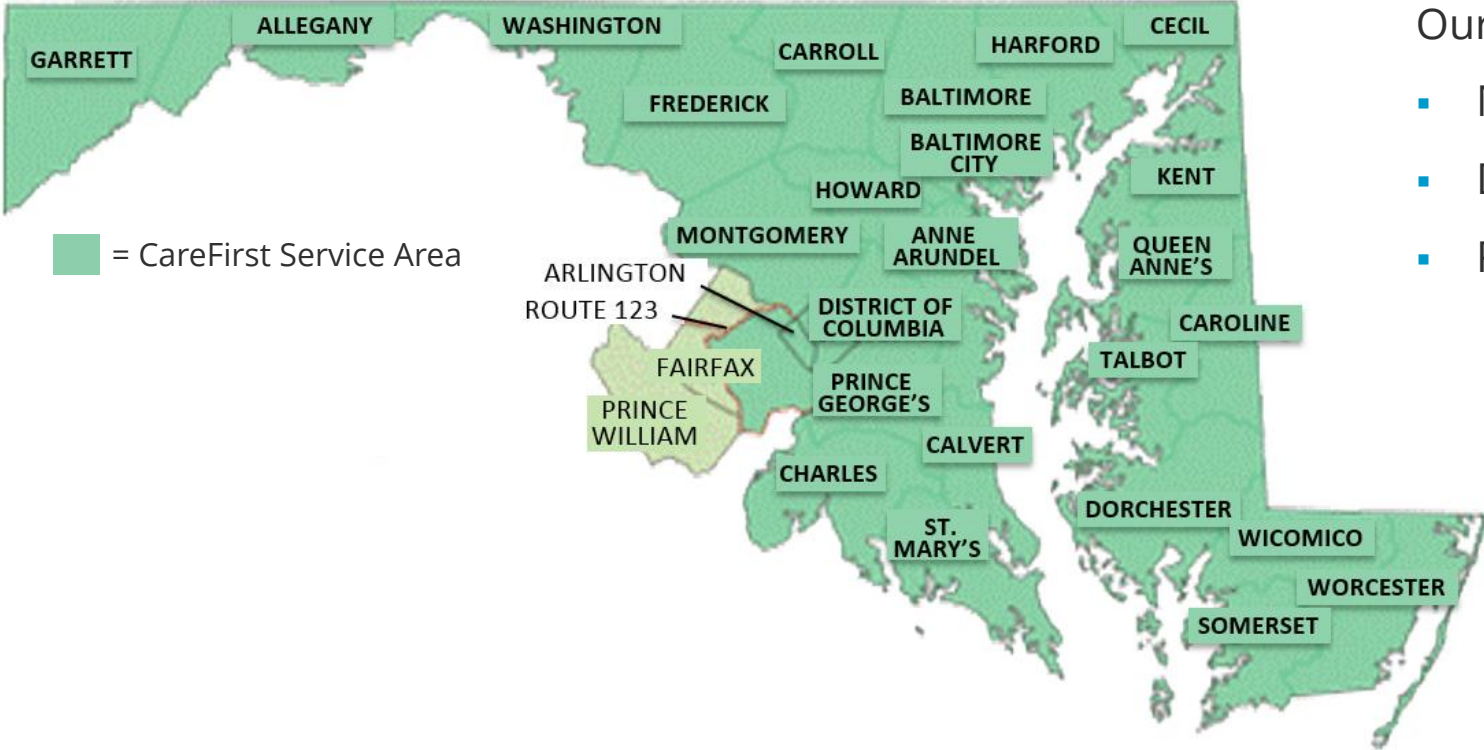 ALLEGANY
WASHINGTON
CECIL
GARRETT
CARROLL
HARFORD
Our
FREDERICK
BALTIMORE
BALTIMORE
CITY
KENT
HOWARD
MONTGOMERY
ANNE
ARUNDEL
QUEEN
ANNE'S
= CareFirst Service Area
ARLINGTON
ROUTE 123
DISTRICT OF
COLUMBIA
CAROLINE
TALBOT
FAIRFAX
PRINCE
GEORGE'S
PRINCE
WILLIAM
CALVERT
CHARLES
DORCHESTER
ST.
MARY'S
WICOMICO
WORCESTER
SOMERSET